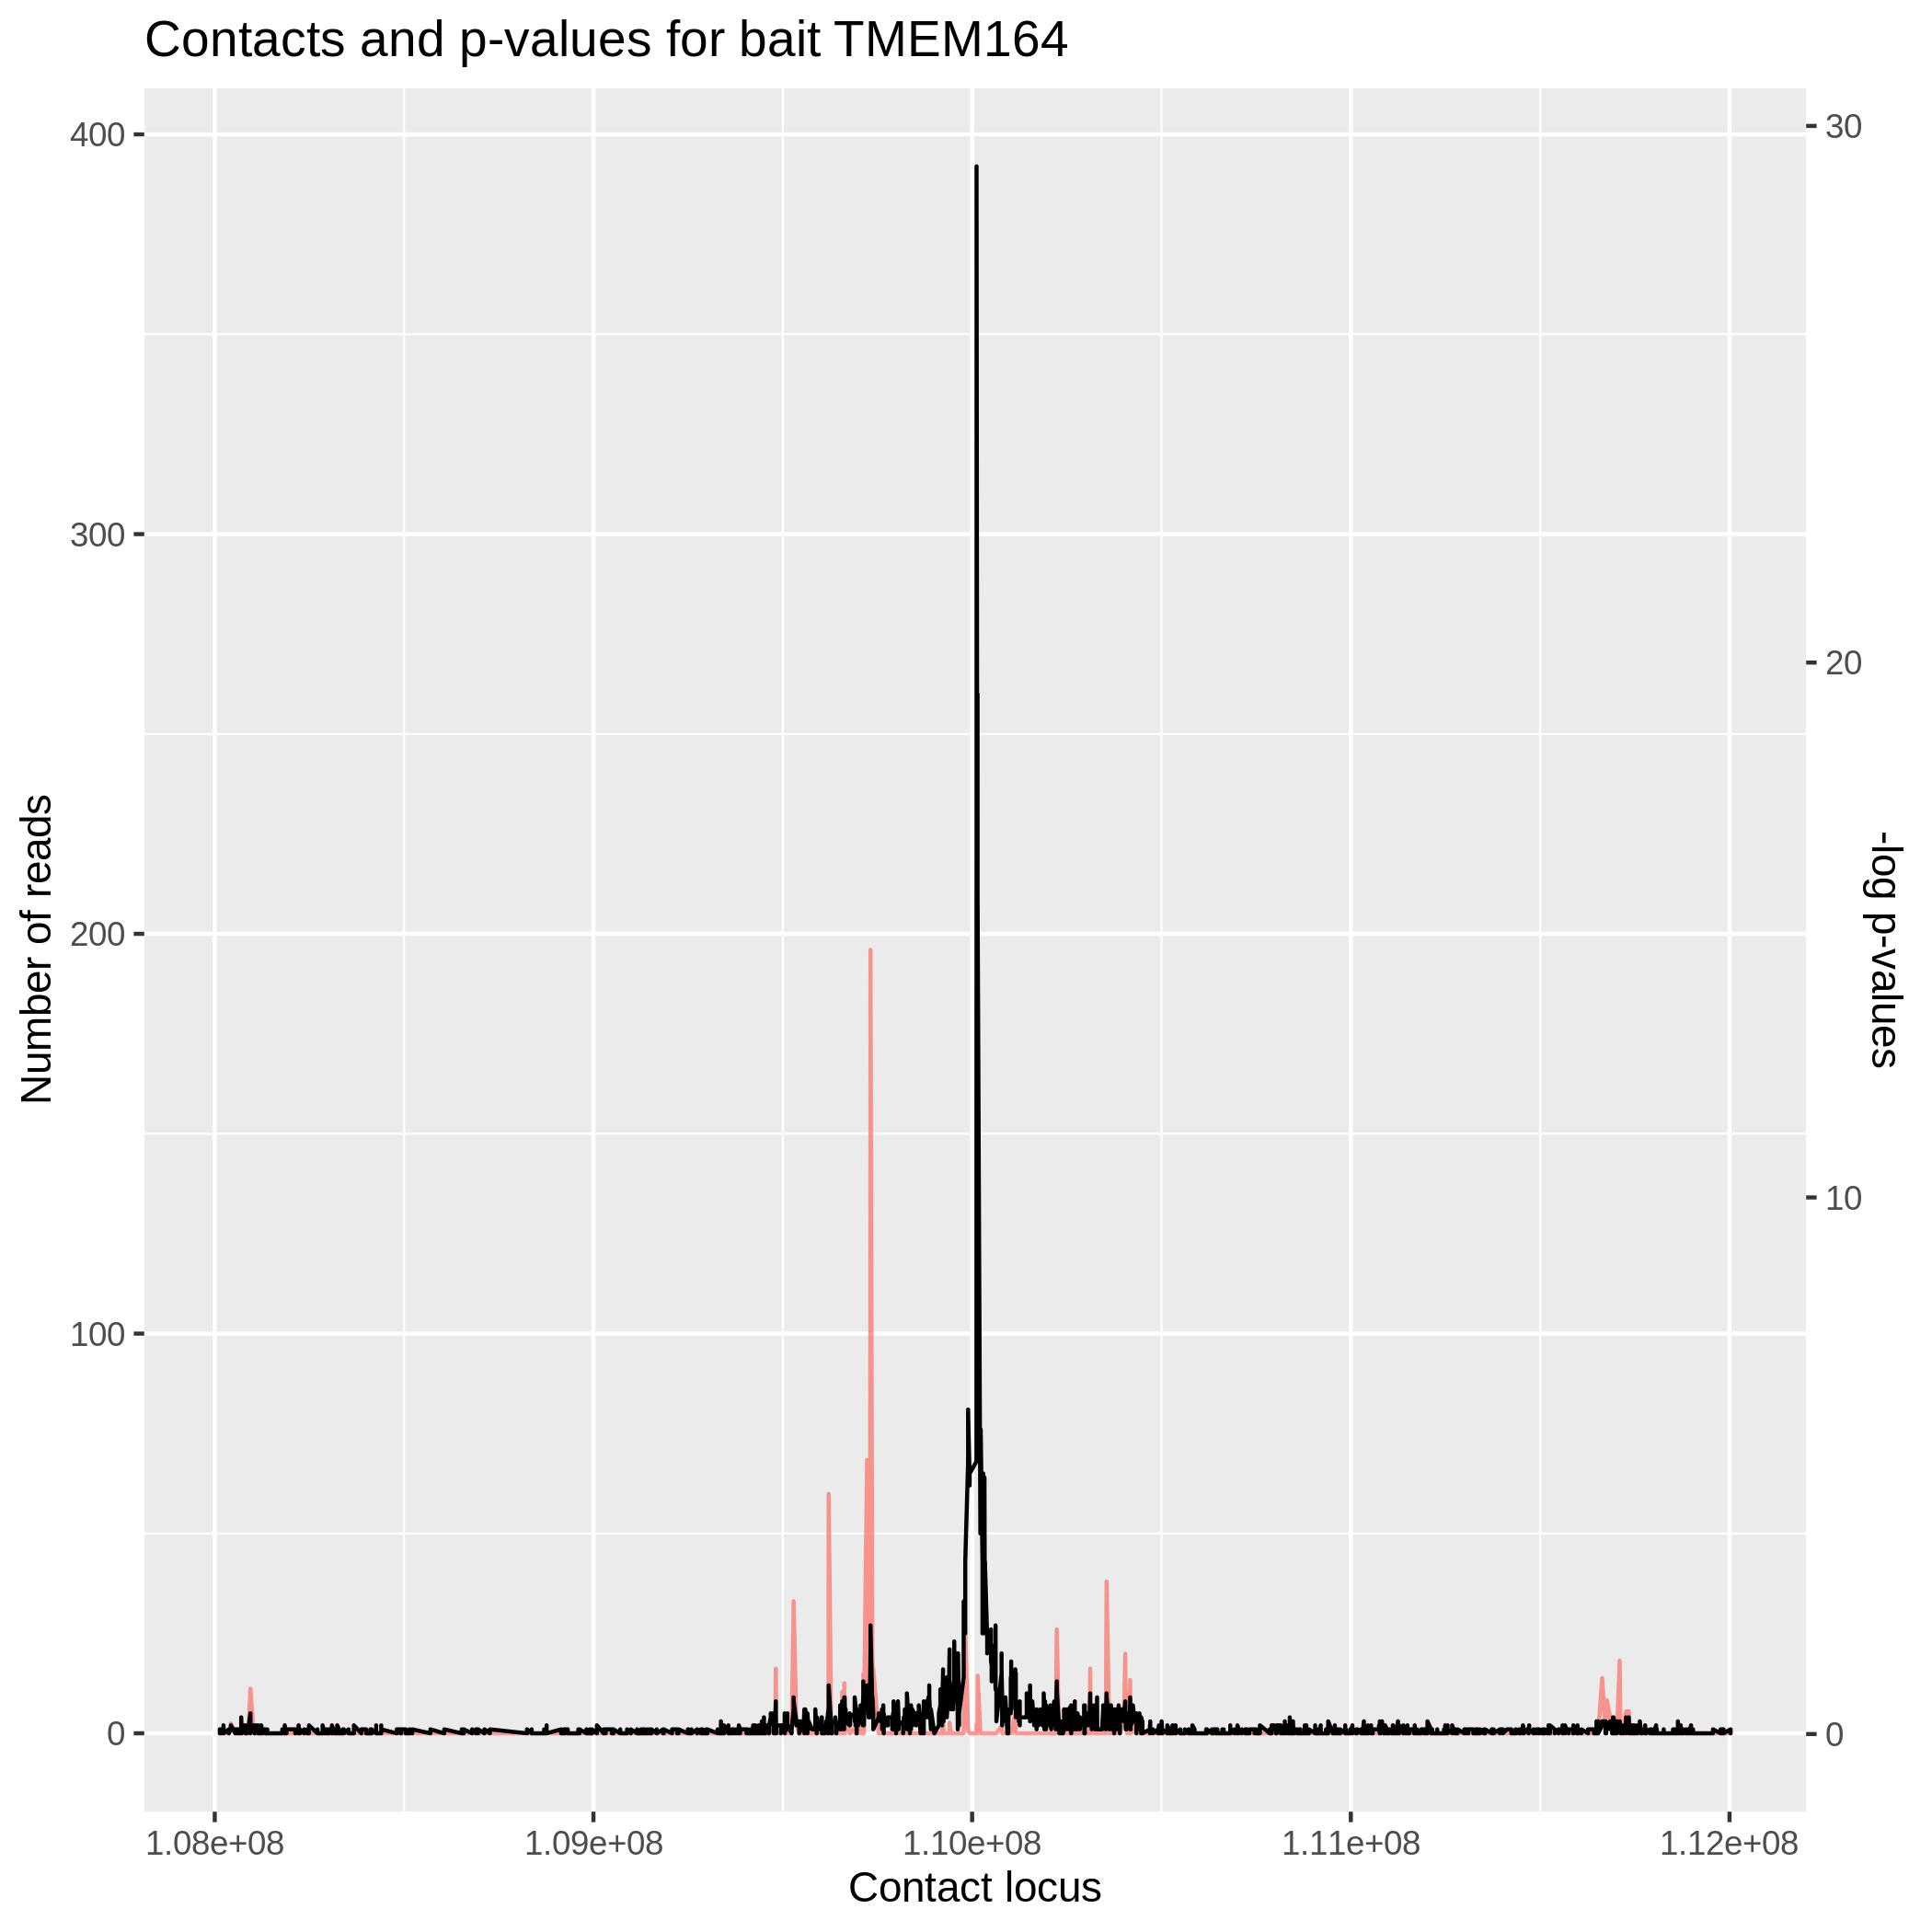 Contacts and p-values for bait TMEM164
400
300
200
100
0
Number of reads
30
20
10
0
-log p-values
1.08e+08
1.09e+08
1.10e+08
1.11e+08
1.12e+08
Contact locus